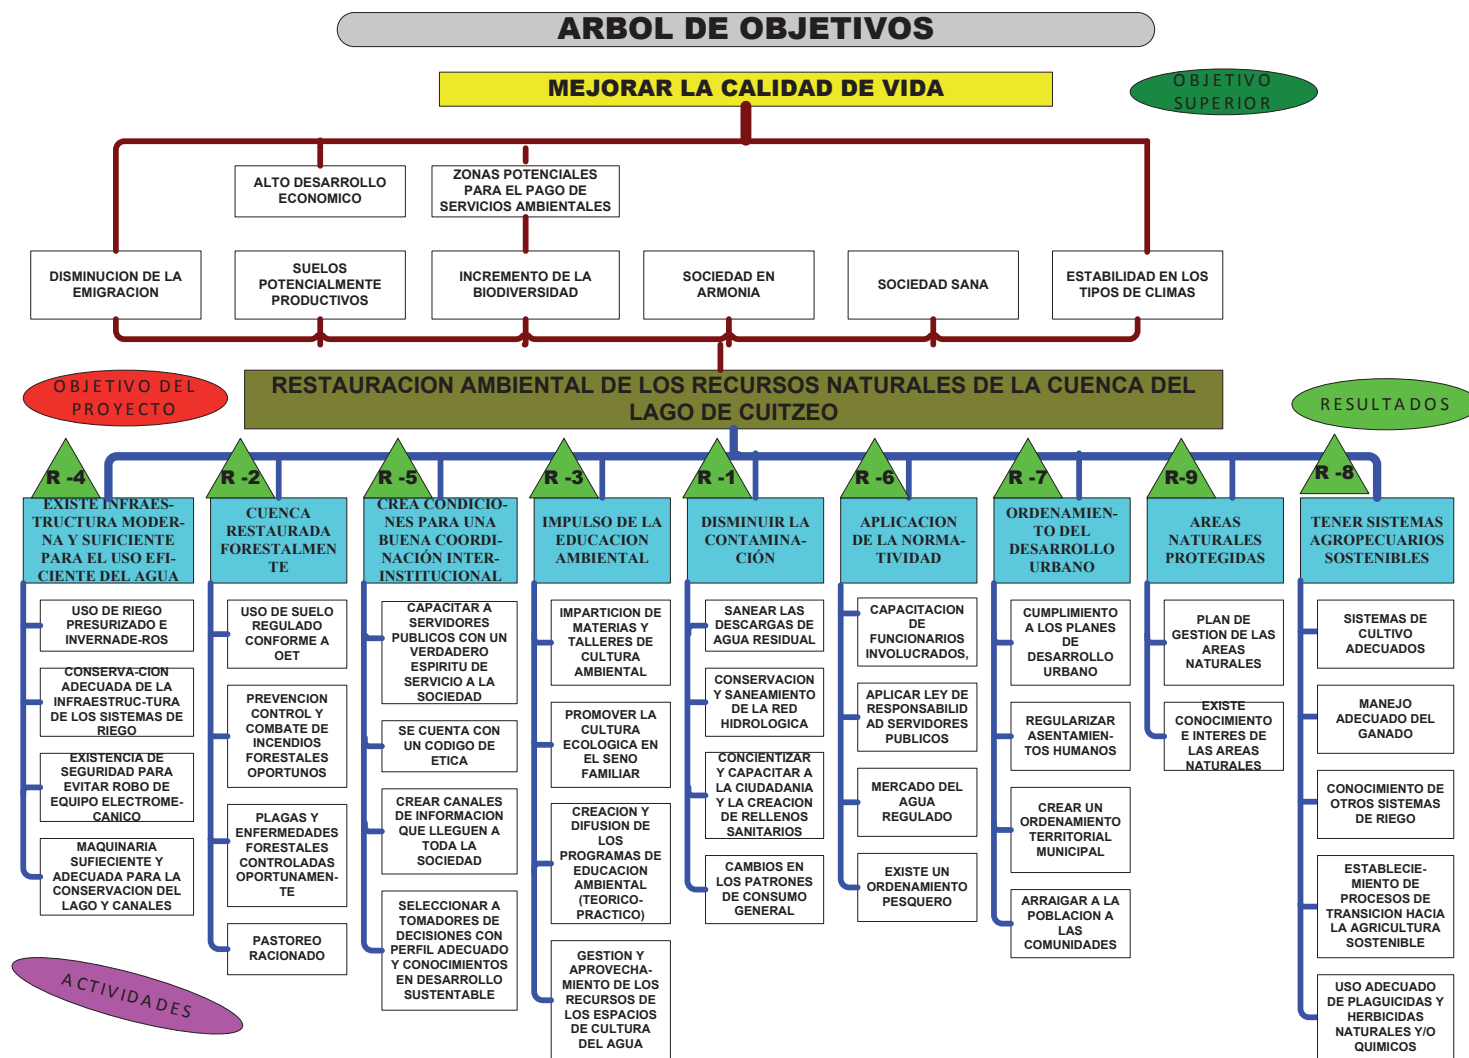 ARBOL DE OBJETIVOS
MEJORAR LA CALIDAD DE VIDA
OBJETIVO
SUPERIOR
ALTO DESARROLLO
ECONOMICO
ZONAS POTENCIALES
PARA EL PAGO DE
SERVICIOS AMBIENTALES
DISMINUCION DE LA
EMIGRACION
SUELOS
POTENCIALMENTE
PRODUCTIVOS
INCREMENTO DE LA
BIODIVERSIDAD
SOCIEDAD EN
ARMONIA
SOCIEDAD SANA
ESTABILIDAD EN LOS
TIPOS DE CLIMAS
OBJETIVO DEL
PROYECTO
RESTAURACION AMBIENTAL DE LOS RECURSOS NATURALES DE LA CUENCA DEL
LAGO DE CUITZEO
RESULTADOS
R -4
R -2
R -5
R -3
R -1
R -6
R -7
R-9
R -8
EXISTE INFRAES-
TRUCTURA MODER-
NA Y SUFICIENTE
PARA EL USO EFI-
CIENTE DEL AGUA
CUENCA
RESTAURADA
FORESTALMEN
TE
CREA CONDICIO-
NES PARA UNA
BUENA COORDI-
NACIÓN INTER-
INSTITUCIONAL
IMPULSO DE LA
EDUCACION
AMBIENTAL
DISMINUIR LA
CONTAMINA-
CIÓN
APLICACION
DE LA NORMA-
TIVIDAD
ORDENAMIEN-
TO DEL
DESARROLLO
URBANO
AREAS
NATURALES
PROTEGIDAS
TENER SISTEMAS
AGROPECUARIOS
SOSTENIBLES
USO DE RIEGO
PRESURIZADO E
INVERNADE-ROS
CONSERVA-CION
ADECUADA DE LA
INFRAESTRUC-TURA
DE LOS SISTEMAS DE
RIEGO
EXISTENCIA DE
SEGURIDAD PARA
EVITAR ROBO DE
EQUIPO ELECTROME-
CANICO
MAQUINARIA
SUFIECIENTE Y
ADECUADA PARA LA
CONSERVACION DEL
LAGO Y CANALES
USO DE SUELO
REGULADO
CONFORME A
OET
PREVENCION
CONTROL Y
COMBATE DE
INCENDIOS
FORESTALES
OPORTUNOS
PLAGAS Y
ENFERMEDADES
FORESTALES
CONTROLADAS
OPORTUNAMEN-
TE
PASTOREO
RACIONADO
CAPACITAR A
SERVIDORES
PUBLICOS CON UN
VERDADERO
ESPIRITU DE
SERVICIO A LA
SOCIEDAD
SE CUENTA CON
UN CODIGO DE
ETICA
CREAR CANALES
DE INFORMACION
QUE LLEGUEN A
TODA LA
SOCIEDAD
SELECCIONAR A
TOMADORES DE
DECISIONES CON
PERFIL ADECUADO
Y CONOCIMIENTOS
EN DESARROLLO
SUSTENTABLE
IMPARTICION DE
MATERIAS Y
TALLERES DE
CULTURA
AMBIENTAL
PROMOVER LA
CULTURA
ECOLOGICA EN
EL SENO
FAMILIAR
CREACION Y
DIFUSION DE
LOS
PROGRAMAS DE
EDUCACION
AMBIENTAL
(TEORICO-
PRACTICO)
GESTION Y
APROVECHA-
MIENTO DE LOS
RECURSOS DE
LOS ESPACIOS
DE CULTURA
DEL AGUA
SANEAR LAS
DESCARGAS DE
AGUA RESIDUAL
CONSERVACION
Y SANEAMIENTO
DE LA RED
HIDROLOGICA
CONCIENTIZAR
Y CAPACITAR A
LA CIUDADANIA
Y LA CREACION
DE RELLENOS
SANITARIOS
CAMBIOS EN
LOS PATRONES
DE CONSUMO
GENERAL
CAPACITACION
DE
FUNCIONARIOS
INVOLUCRADOS,
APLICAR LEY DE
RESPONSABILID
AD SERVIDORES
PUBLICOS
MERCADO DEL
AGUA
REGULADO
EXISTE UN
ORDENAMIENTO
PESQUERO
CUMPLIMIENTO
A LOS PLANES
DE
DESARROLLO
URBANO
REGULARIZAR
ASENTAMIEN-
TOS HUMANOS
CREAR UN
ORDENAMIENTO
TERRITORIAL
MUNICIPAL
ARRAIGAR A LA
POBLACION A
LAS
COMUNIDADES
PLAN DE
GESTION DE LAS
AREAS
NATURALES
EXISTE
CONOCIMIENTO
E INTERES DE
LAS AREAS
NATURALES
SISTEMAS DE
CULTIVO
ADECUADOS
MANEJO
ADECUADO DEL
GANADO
CONOCIMIENTO DE
OTROS SISTEMAS
DE RIEGO
ESTABLECIE-
MIENTO DE
PROCESOS DE
TRANSICION HACIA
LA AGRICULTURA
SOSTENIBLE
USO ADECUADO
DE PLAGUICIDAS Y
HERBICIDAS
NATURALES Y/O
QUIMICOS
ACTIVIDADES